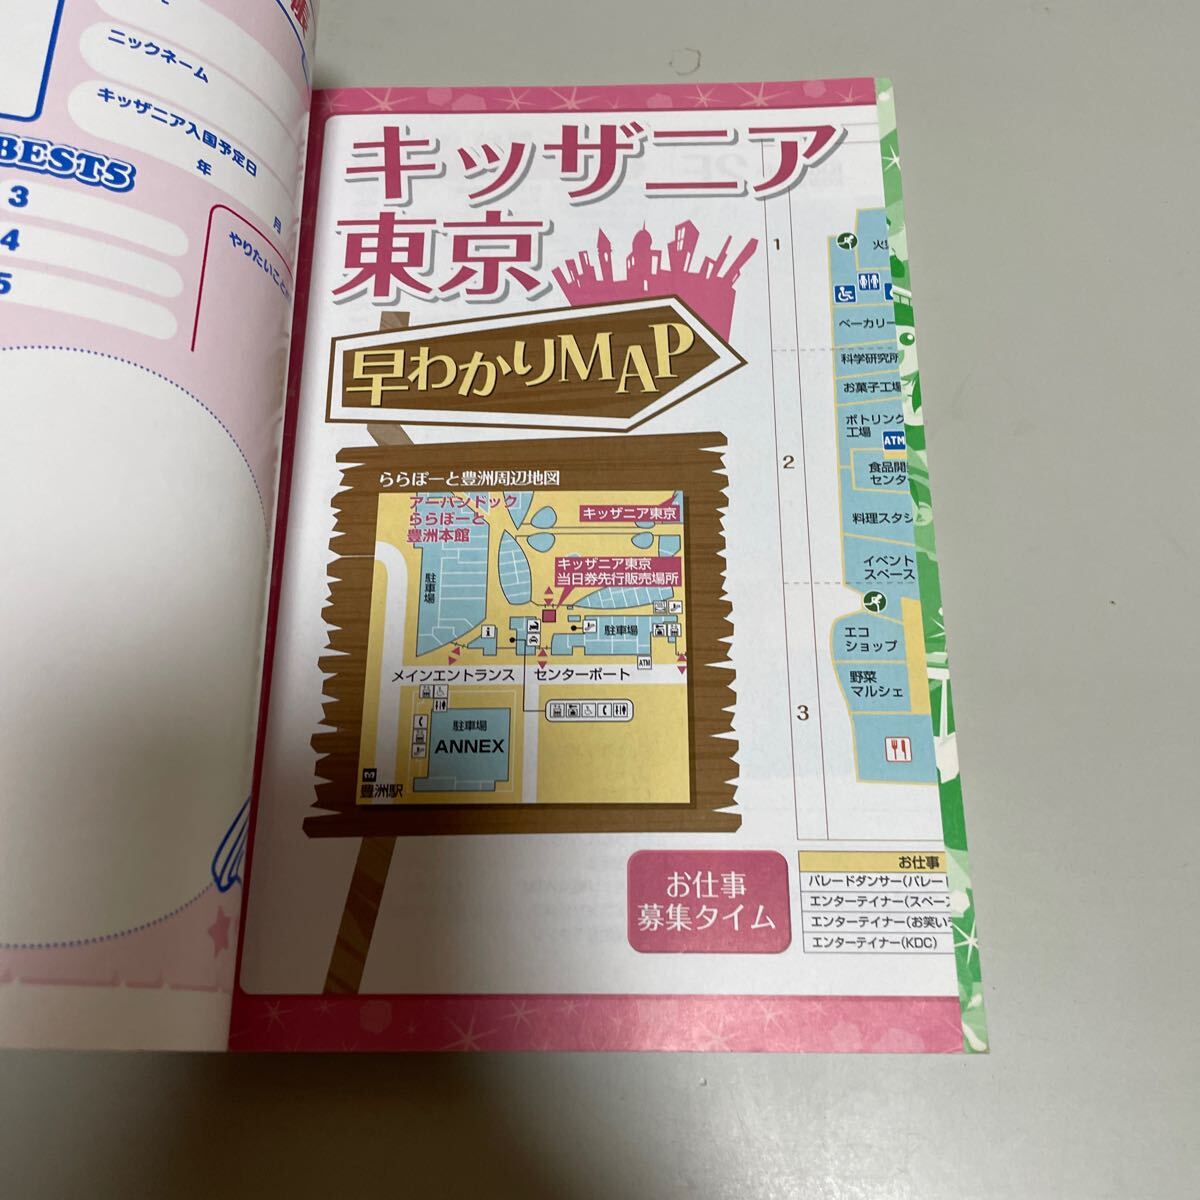 ニックネーム
キッザニア入国予定日
年
月
BEST5
3
4
5
やりたいこと
キッザニア
東京
早わかりMAP
ららぽーと豊洲周辺地図
アーバンドック
ららぽーと
豊洲本館
キッザニア東京
キッザニア東京
当日券先行販売場所
駐車場
駐車場
ATM
メインエントランス
センターポート
駐車場
ANNEX
豊洲駅
お仕事
募集タイム
1
2
3
ベーカリー
科学研究所
お菓子工場
ボトリング
工場
ATM
食品開
センタ
料理スタジ
イベント
スペース
エコ
ショップ
野菜
マルシェ
お仕事
パレードダンサー(パレー
エンターテイナー(スペース
エンターテイナー(お笑い
エンターテイナー(KDC)